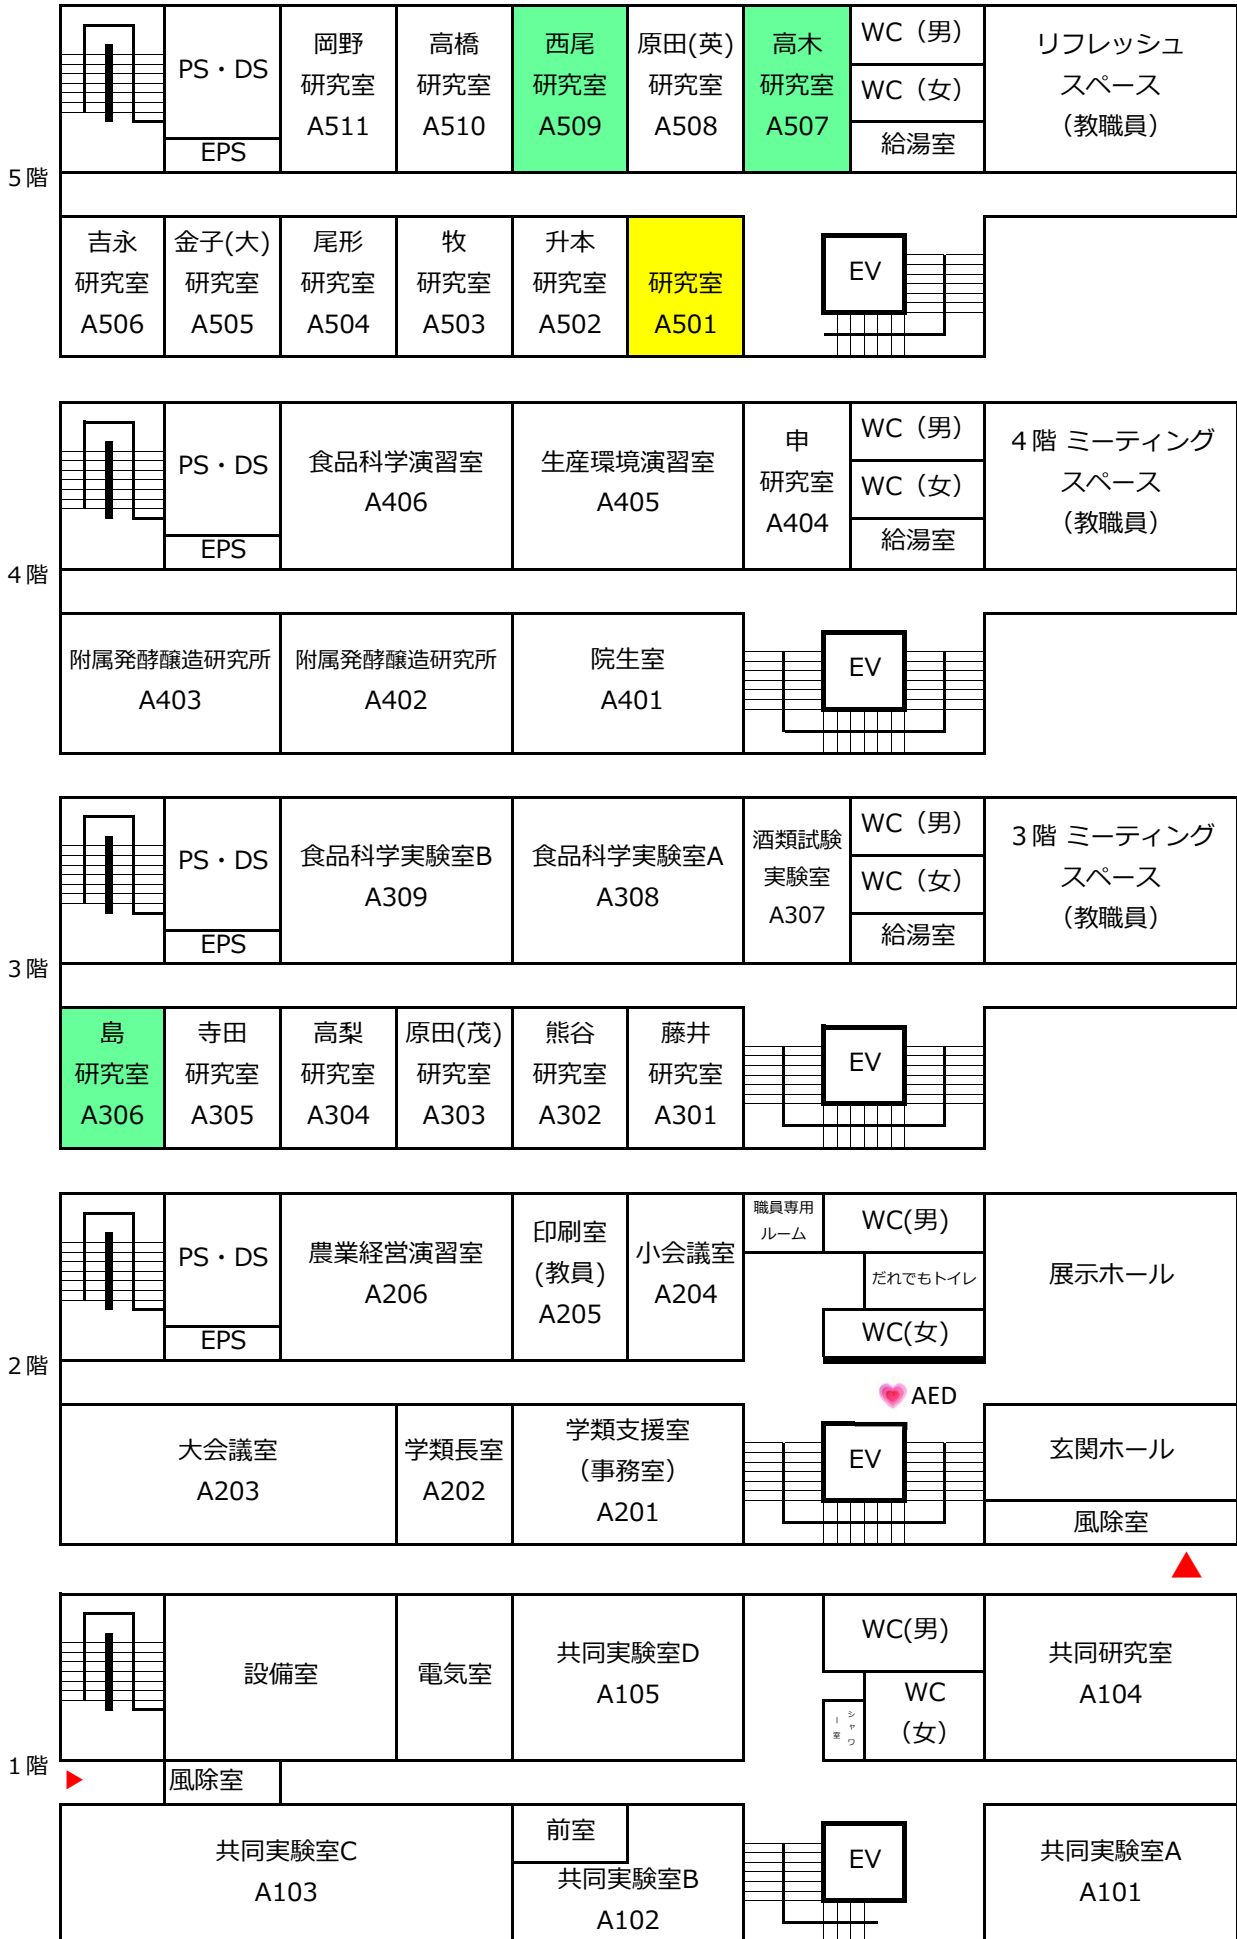 5階
PS・DS
EPS
岡野
研究室
A511
高橋
研究室
A510
西尾
研究室
A509
原田(英)
研究室
A508
高木
研究室
A507
WC（男）
WC（女）
給湯室
リフレッシュ
スペース
（教職員）
吉永
研究室
A506
金子(大)
研究室
A505
尾形
研究室
A504
牧
研究室
A503
升本
研究室
A502
研究室
A501
EV
4階
PS・DS
EPS
食品科学演習室
A406
生産環境演習室
A405
申
研究室
A404
WC（男）
WC（女）
給湯室
4階 ミーティング
スペース
（教職員）
附属発酵醸造研究所
A403
附属発酵醸造研究所
A402
院生室
A401
EV
3階
PS・DS
EPS
食品科学実験室B
A309
食品科学実験室A
A308
酒類試験
実験室
A307
WC（男）
WC（女）
給湯室
3階 ミーティング
スペース
（教職員）
島
研究室
A306
寺田
研究室
A305
高梨
研究室
A304
原田(茂)
研究室
A303
熊谷
研究室
A302
藤井
研究室
A301
EV
2階
PS・DS
EPS
農業経営演習室
A206
印刷室
(教員)
A205
小会議室
A204
職員専用
ルーム
WC(男)
だれでもトイレ
WC(女)
展示ホール
AED
大会議室
A203
学類長室
A202
学類支援室
（事務室）
A201
EV
玄関ホール
風除室
1階
設備室
電気室
共同実験室D
A105
WC(男)
シャワー室
WC
（女）
共同研究室
A104
風除室
共同実験室C
A103
前室
共同実験室B
A102
EV
共同実験室A
A101